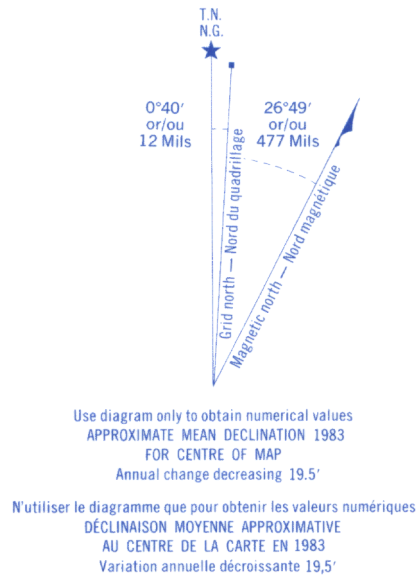 T.N.
N.G.
0°40′
or/ou
12 Mils
26°49′
or/ou
477 Mils
Grid north — Nord du quadrillage
Magnetic north — Nord magnétique
Use diagram only to obtain numerical values
APPROXIMATE MEAN DECLINATION 1983
FOR CENTRE OF MAP
Annual change decreasing 19.5′
N'utiliser le diagramme que pour obtenir les valeurs numériques
DÉCLINAISON MOYENNE APPROXIMATIVE
AU CENTRE DE LA CARTE EN 1983
Variation annuelle décroissante 19,5′